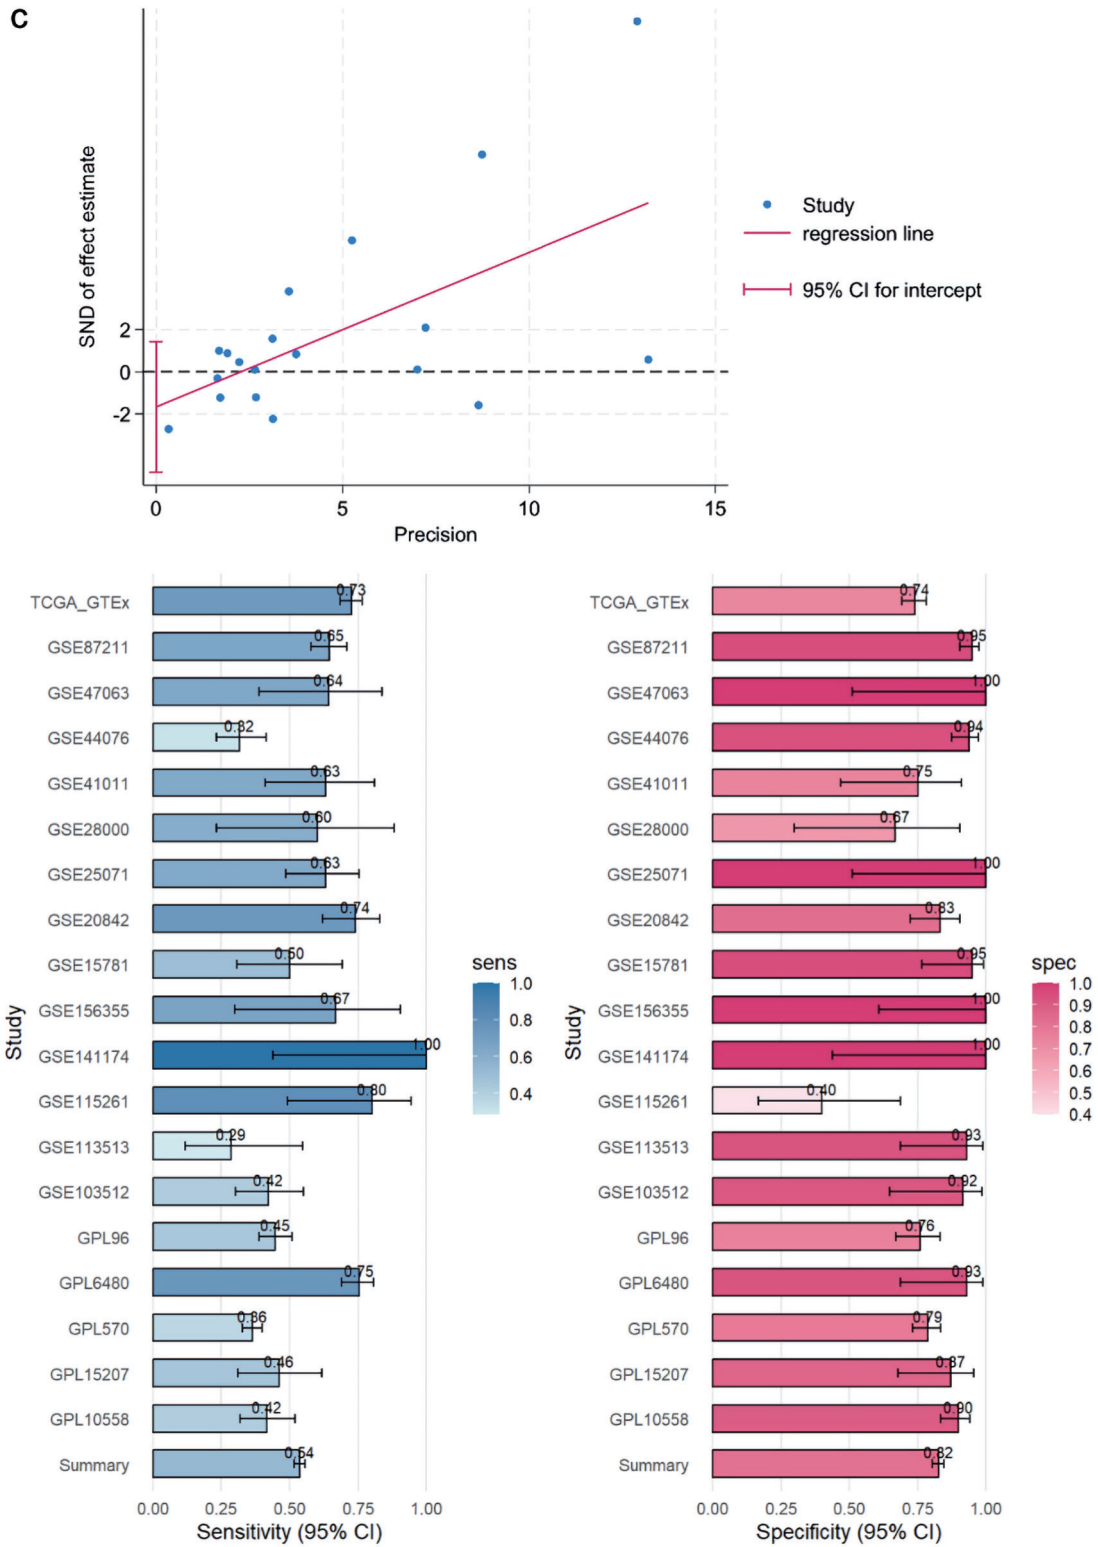 C
SND of effect estimate
2
0
-2
0 5 10 15
Precision
Study
regression line
95% CI for intercept
Study
TCGA_GTEx 0.73
GSE87211 0.65
GSE47063 0.64
GSE44076 0.32
GSE41011 0.63
GSE28000 0.60
GSE25071 0.63
GSE20842 0.74
GSE15781 0.50
GSE156355 0.67
GSE141174 1.00
GSE115261 0.80
GSE113513 0.29
GSE103512 0.42
GPL96 0.45
GPL6480 0.75
GPL570 0.36
GPL15207 0.46
GPL10558 0.42
Summary 0.54
0.00 0.25 0.50 0.75 1.00
Sensitivity (95% CI)
sens
1.0
0.8
0.6
0.4
Study
TCGA_GTEx 0.74
GSE87211 0.95
GSE47063 1.00
GSE44076 0.94
GSE41011 0.75
GSE28000 0.67
GSE25071 1.00
GSE20842 0.83
GSE15781 0.95
GSE156355 1.00
GSE141174 1.00
GSE115261 0.40
GSE113513 0.93
GSE103512 0.92
GPL96 0.76
GPL6480 0.93
GPL570 0.79
GPL15207 0.87
GPL10558 0.90
Summary 0.82
0.00 0.25 0.50 0.75 1.00
Specificity (95% CI)
spec
1.0
0.9
0.8
0.7
0.6
0.5
0.4